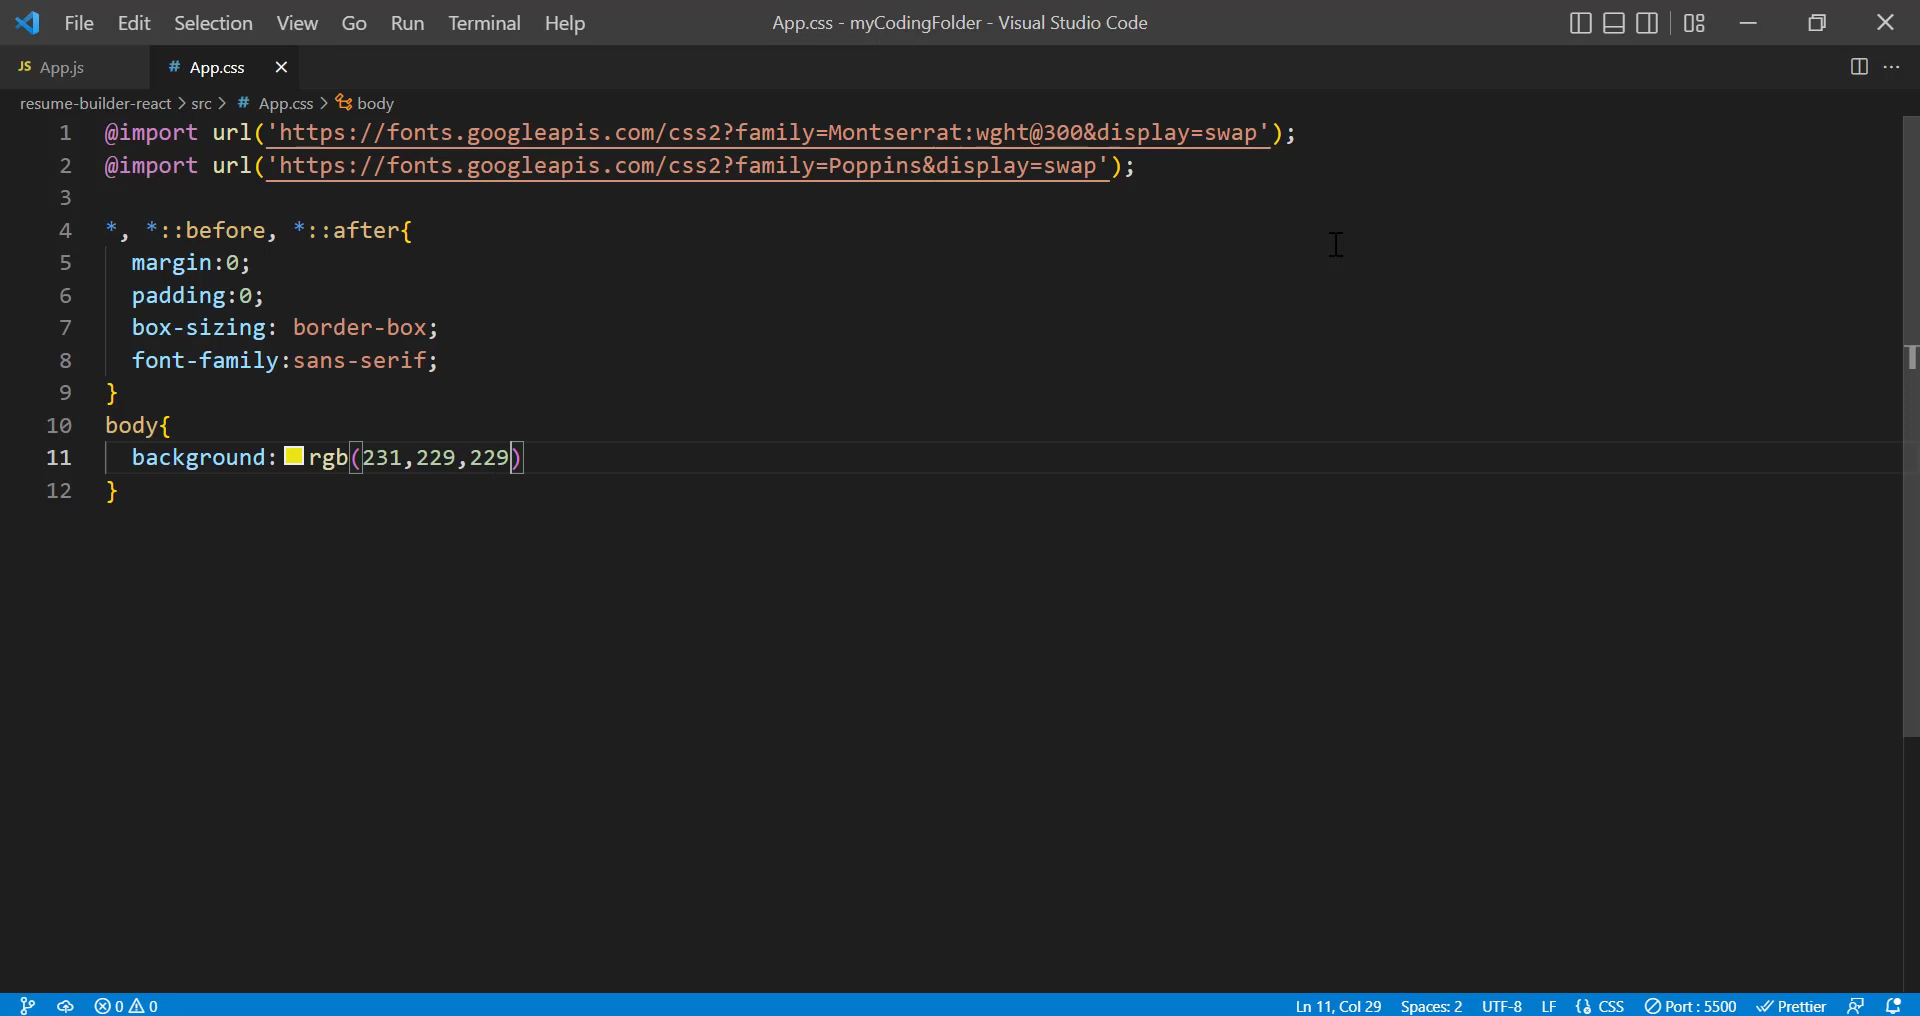 File Edit Selection View Go Run Terminal Help App.css - myCodingFolder - Visual Studio Code
JS App.js # App.css
resume-builder-react > src > # App.css > body
1 @import url('https://fonts.googleapis.com/css2?family=Montserrat:wght@300&display=swap');
2 @import url('https://fonts.googleapis.com/css2?family=Poppins&display=swap');
3
4 *, *::before, *::after{
5 margin:0;
6 padding:0;
7 box-sizing: border-box;
8 font-family:sans-serif;
9 }
10 body{
11 background: rgb(231,229,229)
12 }
0 0 Ln 11, Col 29 Spaces: 2 UTF-8 LF {} CSS Port : 5500 Prettier